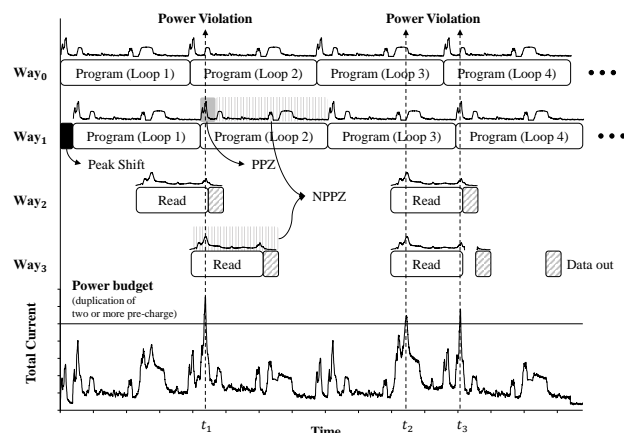 Power Violation Power Violation
Way0 Program (Loop 1) Program (Loop 2) Program (Loop 3) Program (Loop 4) •••
Way1 Program (Loop 1) Program (Loop 2) Program (Loop 3) Program (Loop 4) •••
Peak Shift PPZ
Way2 Read NPPZ Read
Way3 Read Read Data out
Power budget
(duplication of
two or more pre-charge)
Total Current
t1 t2 t3
Time